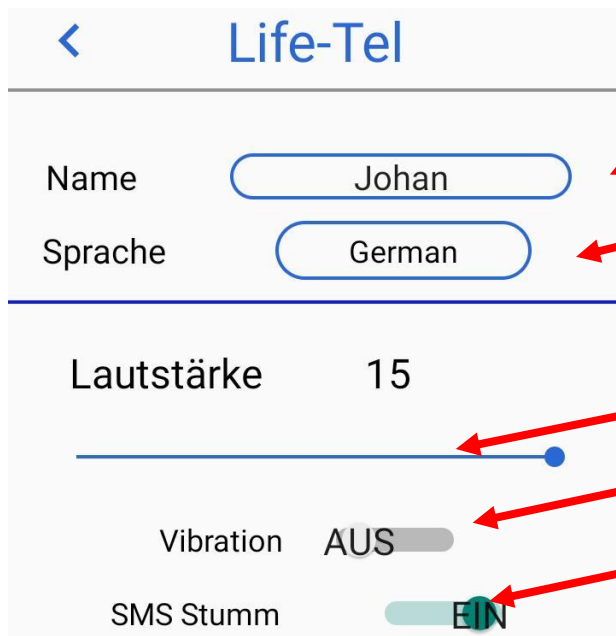 Life-Tel
Name Johan
Sprache German
Lautstärke 15
Vibration AUS
SMS Stumm EIN